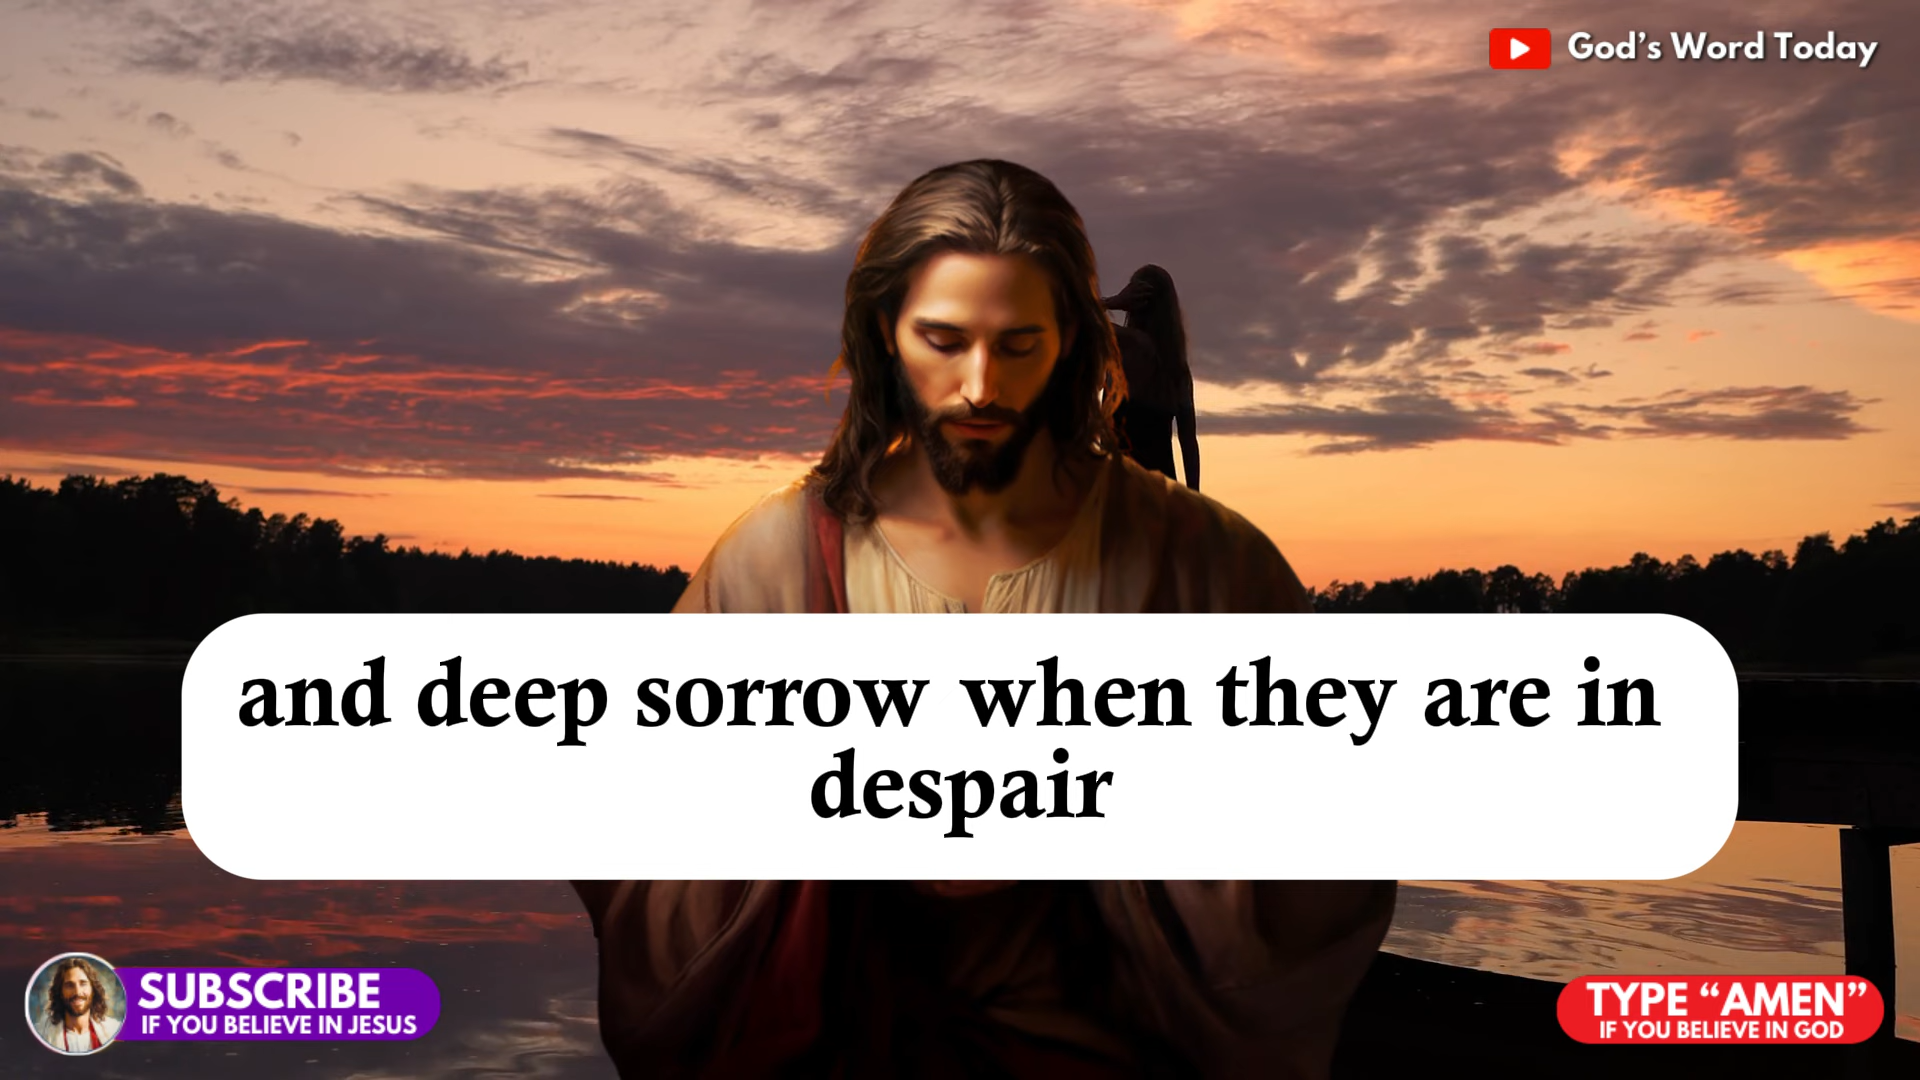 God's Word Today
and deep sorrow when they are in
despair
SUBSCRIBE
IF YOU BELIEVE IN JESUS
TYPE “AMEN”
IF YOU BELIEVE IN GOD